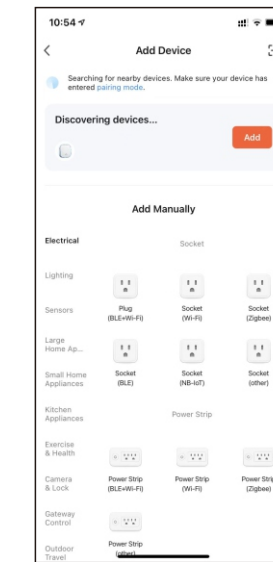 10:54
Add Device
Searching for nearby devices. Make sure your device has
entered pairing mode.
Discovering devices...
Add
Add Manually
Electrical
Socket
Lighting
Sensors
Large
Home Ap...
Small Home
Appliances
Kitchen
Appliances
Exercise
& Health
Camera
& Lock
Gateway
Control
Outdoor
Travel
Plug
(BLE+Wi-Fi)
Socket
(Wi-Fi)
Socket
(Zigbee)
Socket
(BLE)
Socket
(NB-IoT)
Socket
(other)
Power Strip
Power Strip
(BLE+Wi-Fi)
Power Strip
(Wi-Fi)
Power Strip
(Zigbee)
Power Strip
(other)